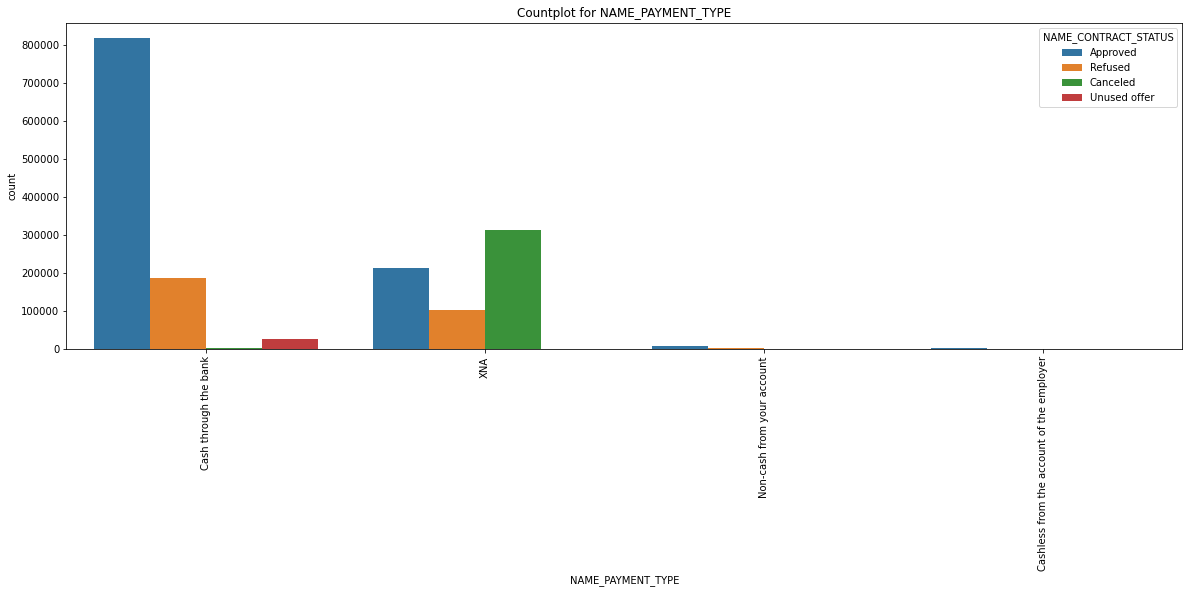 Countplot for NAME_PAYMENT_TYPE
NAME_CONTRACT_STATUS
Approved
Refused
Canceled
Unused offer
count
800000
700000
600000
500000
400000
300000
200000
100000
0
Cash through the bank
XNA
Non-cash from your account
Cashless from the account of the employer
NAME_PAYMENT_TYPE